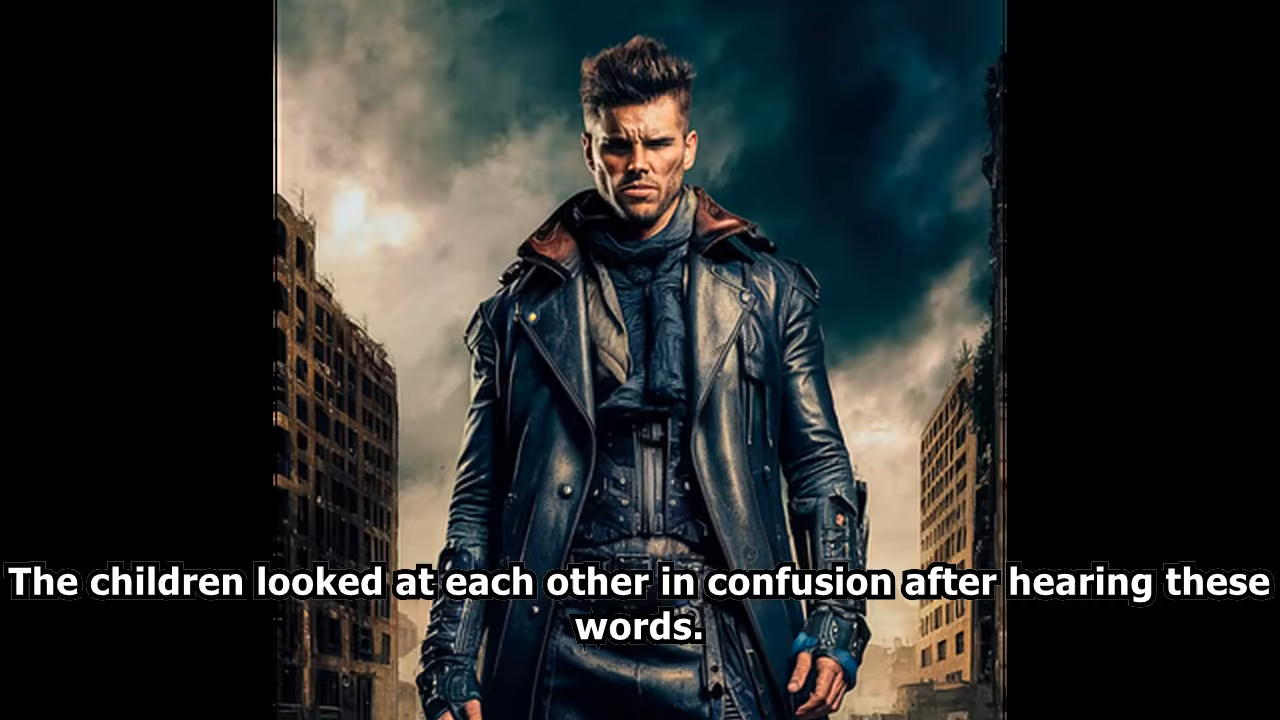 The children looked at each other in confusion after hearing these
words.